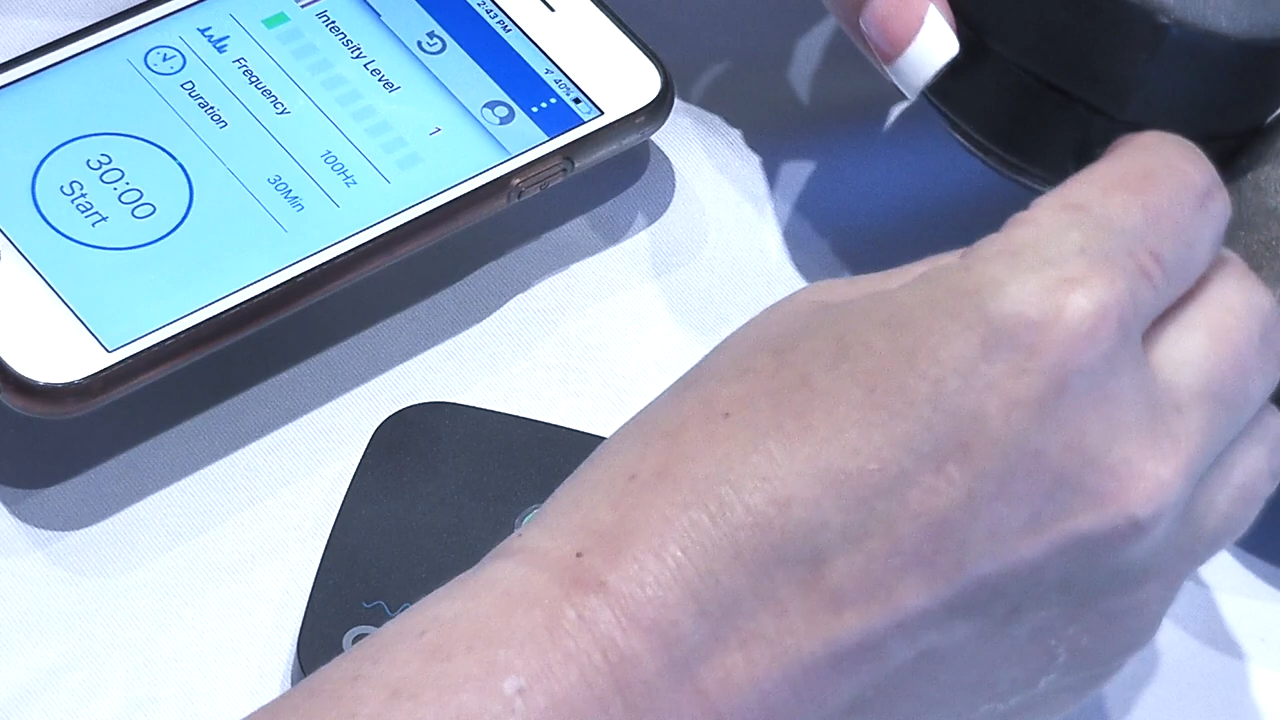 2:43 PM
40%
Intensity Level
1
Frequency
100Hz
Duration
30Min
30:00
Start